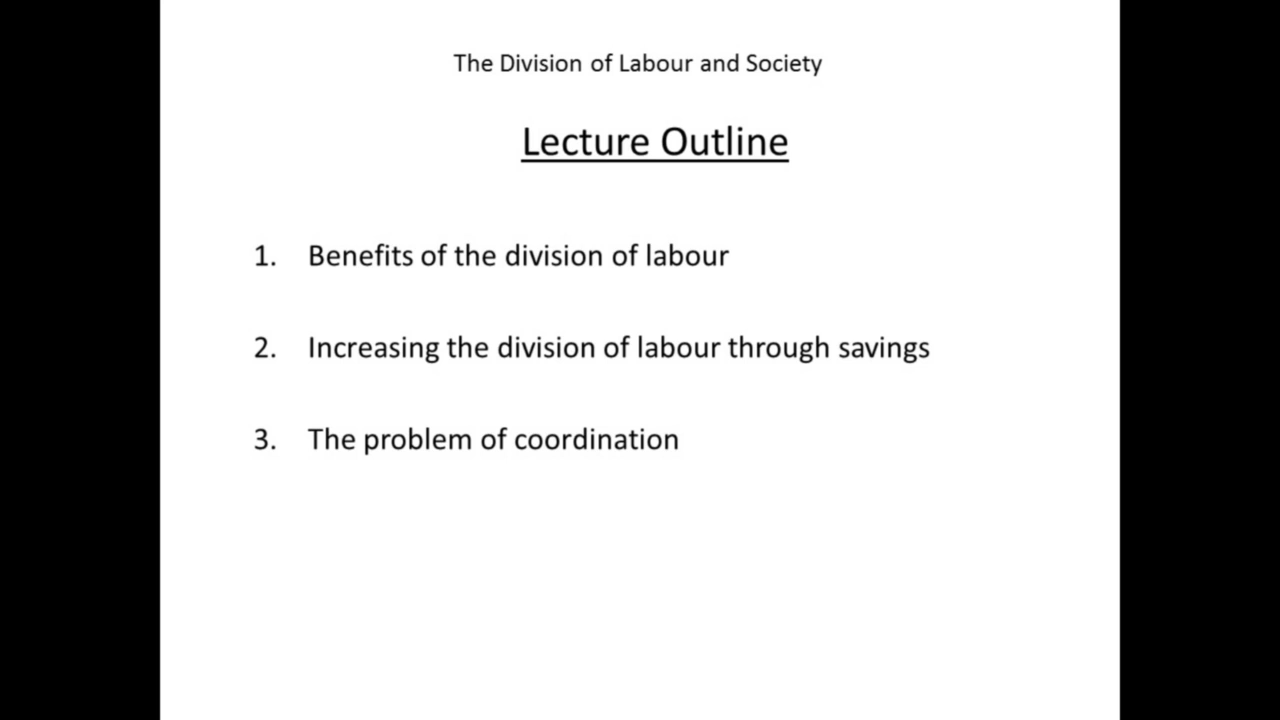 The Division of Labour and Society
Lecture Outline
1. Benefits of the division of labour
2. Increasing the division of labour through savings
3. The problem of coordination